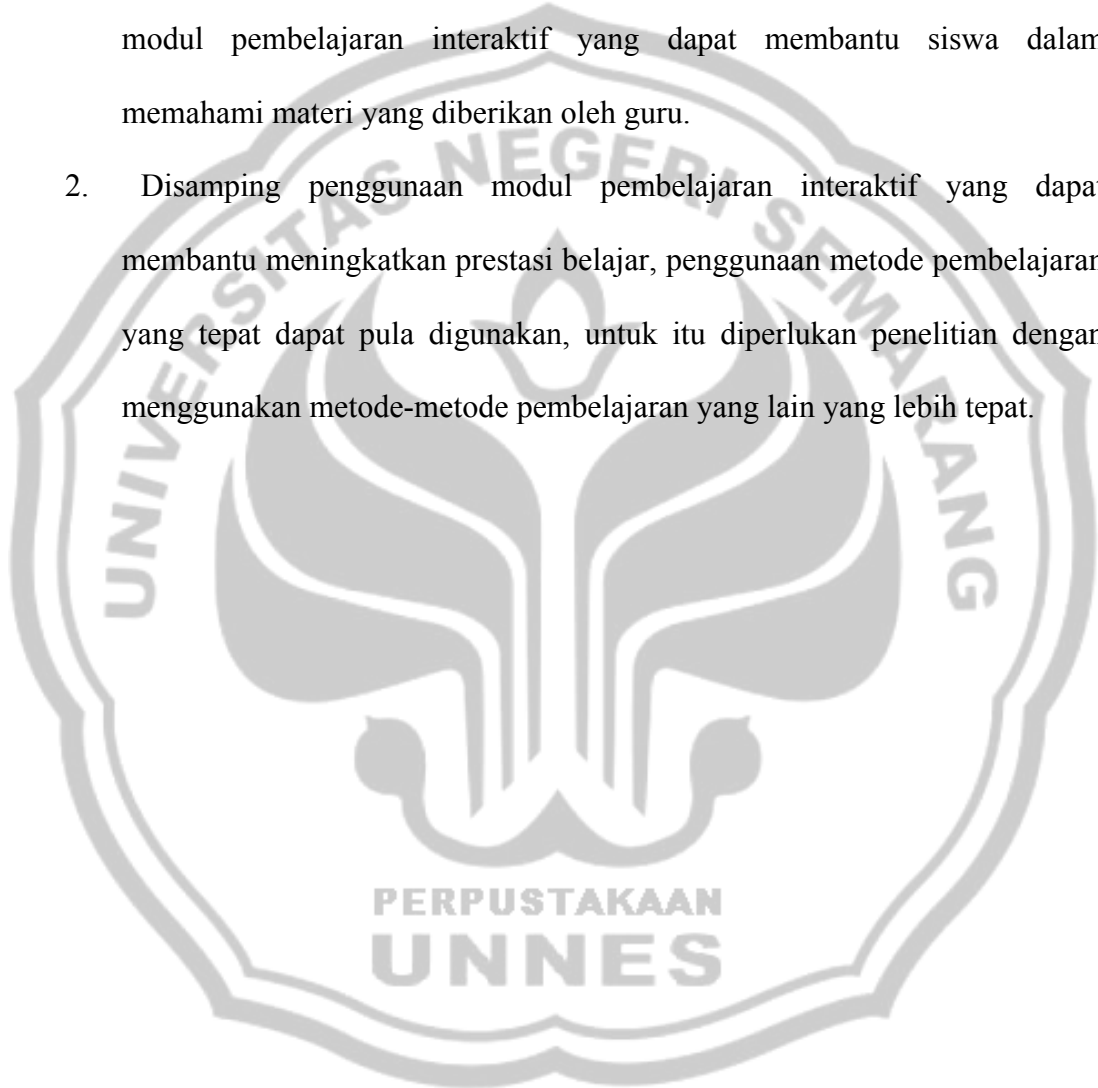 modul pembelajaran interaktif yang dapat membantu siswa dalam
memahami materi yang diberikan oleh guru.
2. Disamping penggunaan modul pembelajaran interaktif yang dapat
membantu meningkatkan prestasi belajar, penggunaan metode pembelajaran
yang tepat dapat pula digunakan, untuk itu diperlukan penelitian dengan
menggunakan metode-metode pembelajaran yang lain yang lebih tepat.
UNIVERSITAS NEGERI SEMARANG
PERPUSTAKAAN
UNNES